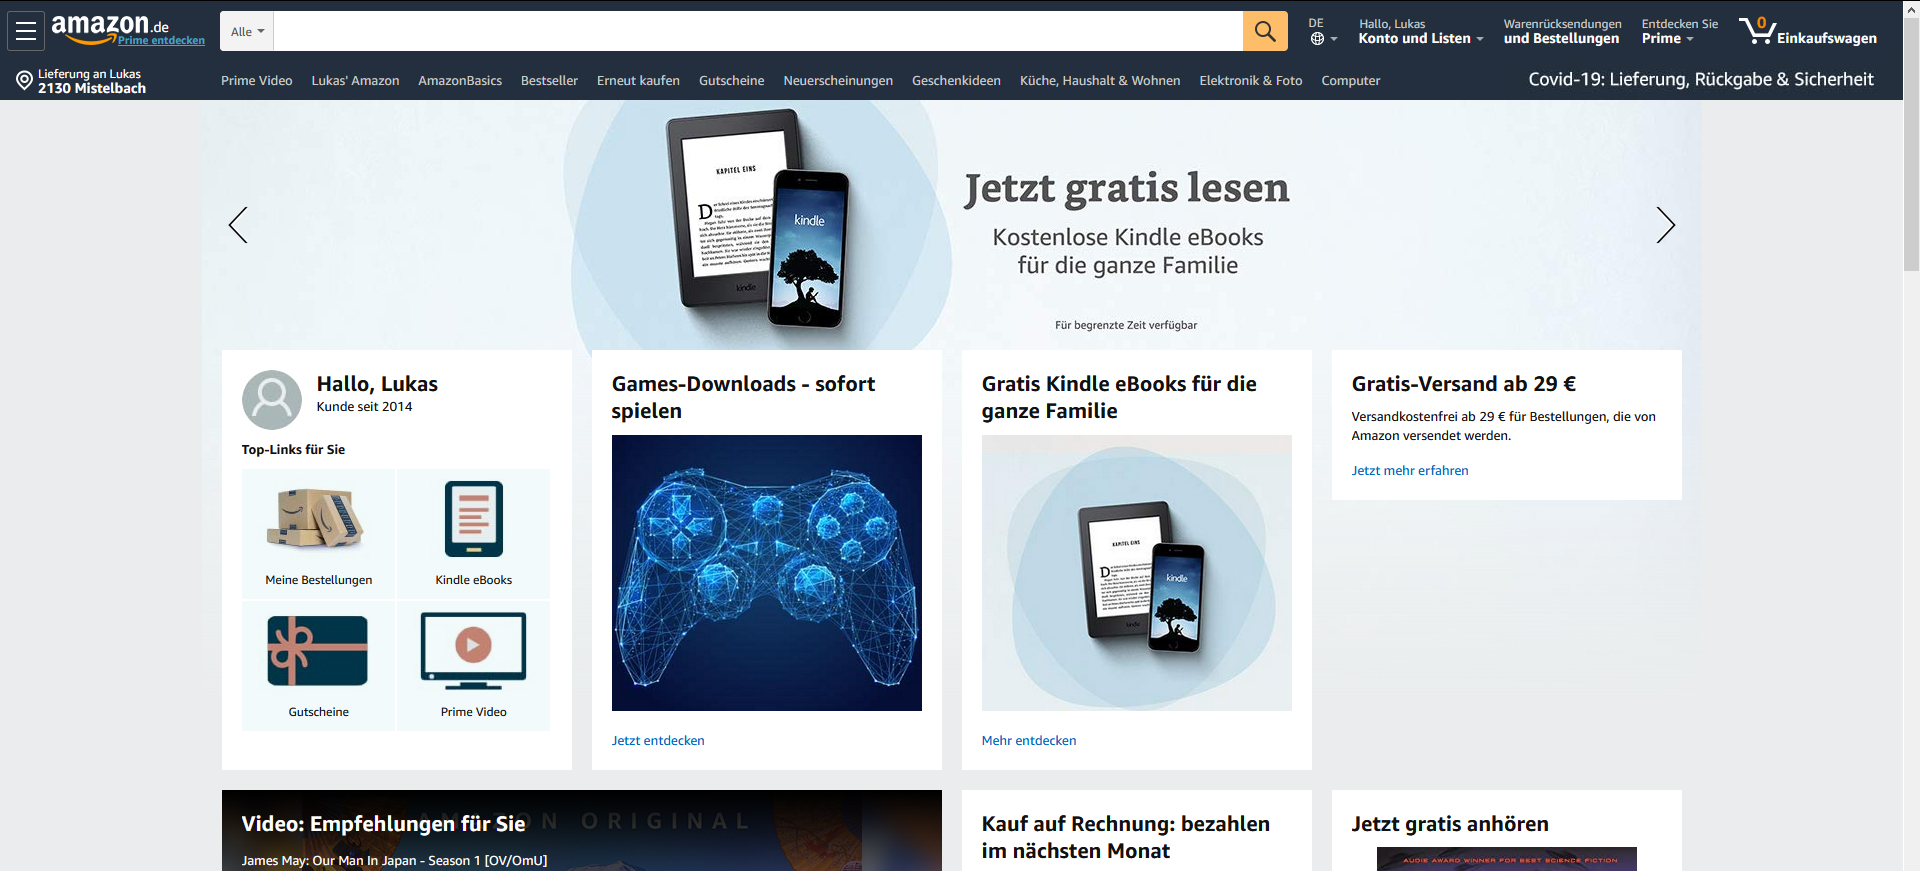 amazon.de
Prime entdecken
Alle
DE
Hallo, Lukas
Konto und Listen
Warenrücksendungen
und Bestellungen
Entdecken Sie
Prime
0
Einkaufswagen
Lieferung an Lukas
2130 Mistelbach
Prime Video
Lukas' Amazon
AmazonBasics
Bestseller
Erneut kaufen
Gutscheine
Neuerscheinungen
Geschenkideen
Küche, Haushalt & Wohnen
Elektronik & Foto
Computer
Covid-19: Lieferung, Rückgabe & Sicherheit
KAPITEL EINS
kindle
kindle
Jetzt gratis lesen
Kostenlose Kindle eBooks
für die ganze Familie
Für begrenzte Zeit verfügbar
Hallo, Lukas
Kunde seit 2014
Top-Links für Sie
Meine Bestellungen
Kindle eBooks
Gutscheine
Prime Video
Games-Downloads - sofort
spielen
Jetzt entdecken
Gratis Kindle eBooks für die
ganze Familie
KAPITEL EINS
kindle
kindle
Mehr entdecken
Gratis-Versand ab 29 €
Versandkostenfrei ab 29 € für Bestellungen, die von
Amazon versendet werden.
Jetzt mehr erfahren
Video: Empfehlungen für Sie
ORIGINAL
James May: Our Man In Japan - Season 1 [OV/OmU]
Kauf auf Rechnung: bezahlen
im nächsten Monat
Jetzt gratis anhören
AUDIE AWARD WINNER FOR BEST SCIENCE FICTION